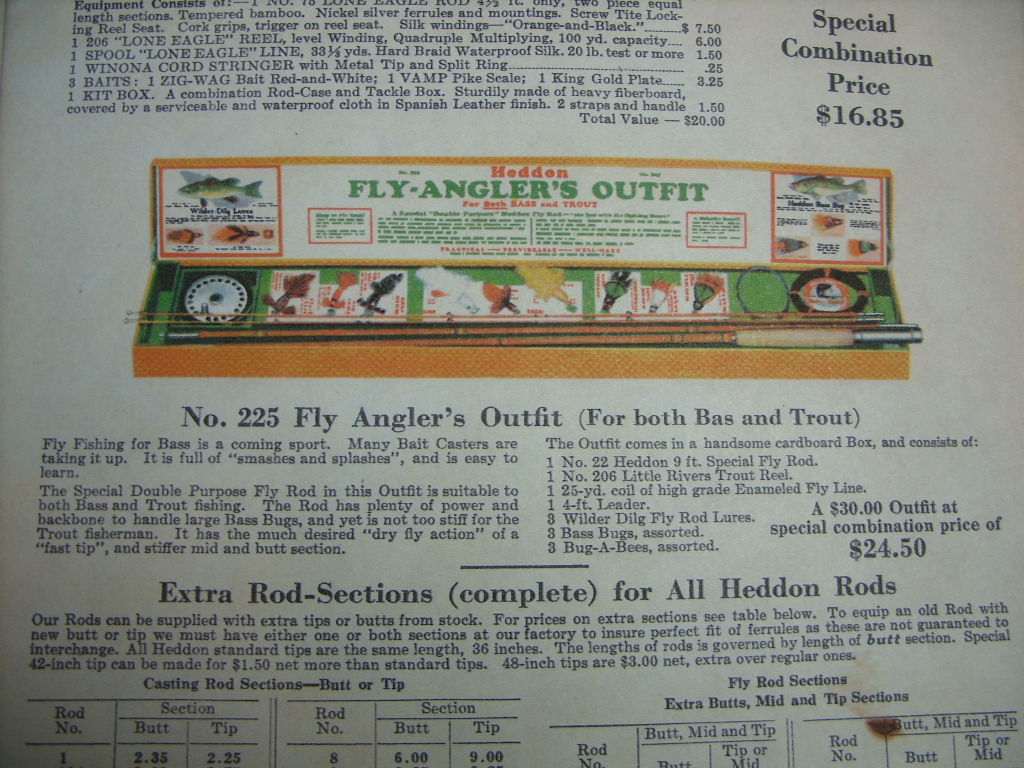 Equipment Consists of:—1 NO. 75 LONE EAGLE ROD 4½ ft. only, two piece equal
length sections. Tempered bamboo. Nickel silver ferrules and mountings. Screw Tite Lock-
ing Reel Seat. Cork grips, trigger on reel seat. Silk windings—"Orange-and-Black."........$ 7.50
1 206 "LONE EAGLE" REEL, level Winding, Quadruple Multiplying, 100 yd. capacity.... 6.00
1 SPOOL "LONE EAGLE" LINE, 33⅓ yds. Hard Braid Waterproof Silk. 20 lb. test or more 1.50
1 WINONA CORD STRINGER with Metal Tip and Split Ring........ .25
3 BAITS: 1 ZIG-WAG Bait Red-and-White; 1 VAMP Pike Scale; 1 King Gold Plate...... 3.25
1 KIT BOX. A combination Rod-Case and Tackle Box. Sturdily made of heavy fiberboard,
covered by a serviceable and waterproof cloth in Spanish Leather finish. 2 straps and handle 1.50
Total Value — $20.00
Special
Combination
Price
$16.85
Heddon
FLY-ANGLER'S OUTFIT
For Both BASS and TROUT
A Special "Double-Purpose" Heddon Fly Rod
PRACTICAL — SERVICEABLE — WELL-MADE
Wilder-Dilg Lures
Heddon Bass Bug
No. 225 Fly Angler's Outfit (For both Bas and Trout)
Fly Fishing for Bass is a coming sport. Many Bait Casters are
taking it up. It is full of "smashes and splashes", and is easy to
learn.
The Special Double Purpose Fly Rod in this Outfit is suitable to
both Bass and Trout fishing. The Rod has plenty of power and
backbone to handle large Bass Bugs, and yet is not too stiff for the
Trout fisherman. It has the much desired "dry fly action" of a
"fast tip", and stiffer mid and butt section.
The Outfit comes in a handsome cardboard Box, and consists of:
1 No. 22 Heddon 9 ft. Special Fly Rod.
1 No. 206 Little Rivers Trout Reel.
1 25-yd. coil of high grade Enameled Fly Line.
1 4-ft. Leader.
3 Wilder Dilg Fly Rod Lures.
3 Bass Bugs, assorted.
3 Bug-A-Bees, assorted.
A $30.00 Outfit at
special combination price of
$24.50
Extra Rod-Sections (complete) for All Heddon Rods
Our Rods can be supplied with extra tips or butts from stock. For prices on extra sections see table below. To equip an old Rod with
new butt or tip we must have either one or both sections at our factory to insure perfect fit of ferrules as these are not guaranteed to
interchange. All Heddon standard tips are the same length, 36 inches. The lengths of rods is governed by length of butt section. Special
42-inch tip can be made for $1.50 net more than standard tips. 48-inch tips are $3.00 net, extra over regular ones.
Casting Rod Sections—Butt or Tip
Rod No. Section Butt Tip
1 2.35 2.25
Rod No. Section Butt Tip
8 6.00 9.00
Fly Rod Sections
Extra Butts, Mid and Tip Sections
Rod No. Butt, Mid and Tip
Butt Tip or Mid
Rod No. Butt, Mid and Tip
Butt Tip or Mid